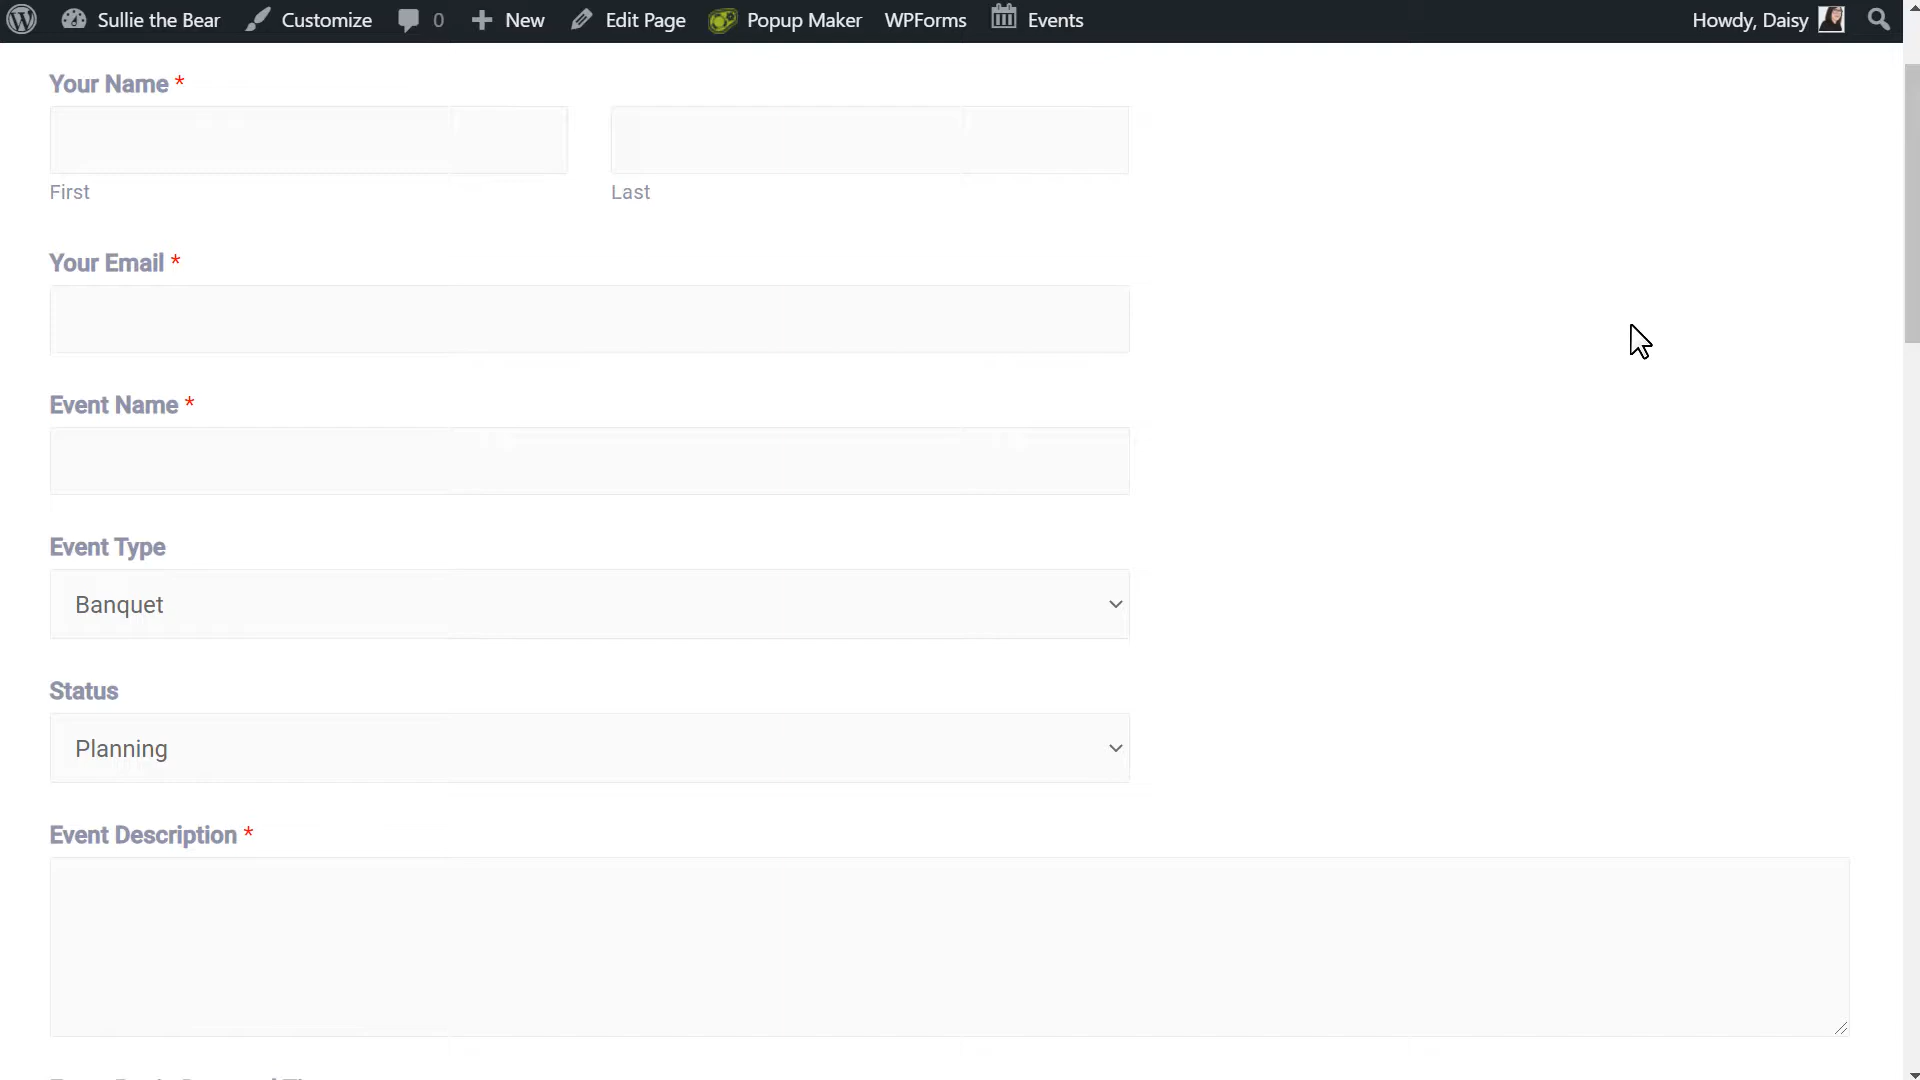 Sullie the Bear Customize 0 New Edit Page Popup Maker WPForms Events Howdy, Daisy
Your Name *
First Last
Your Email *
Event Name *
Event Type
Banquet
Status
Planning
Event Description *